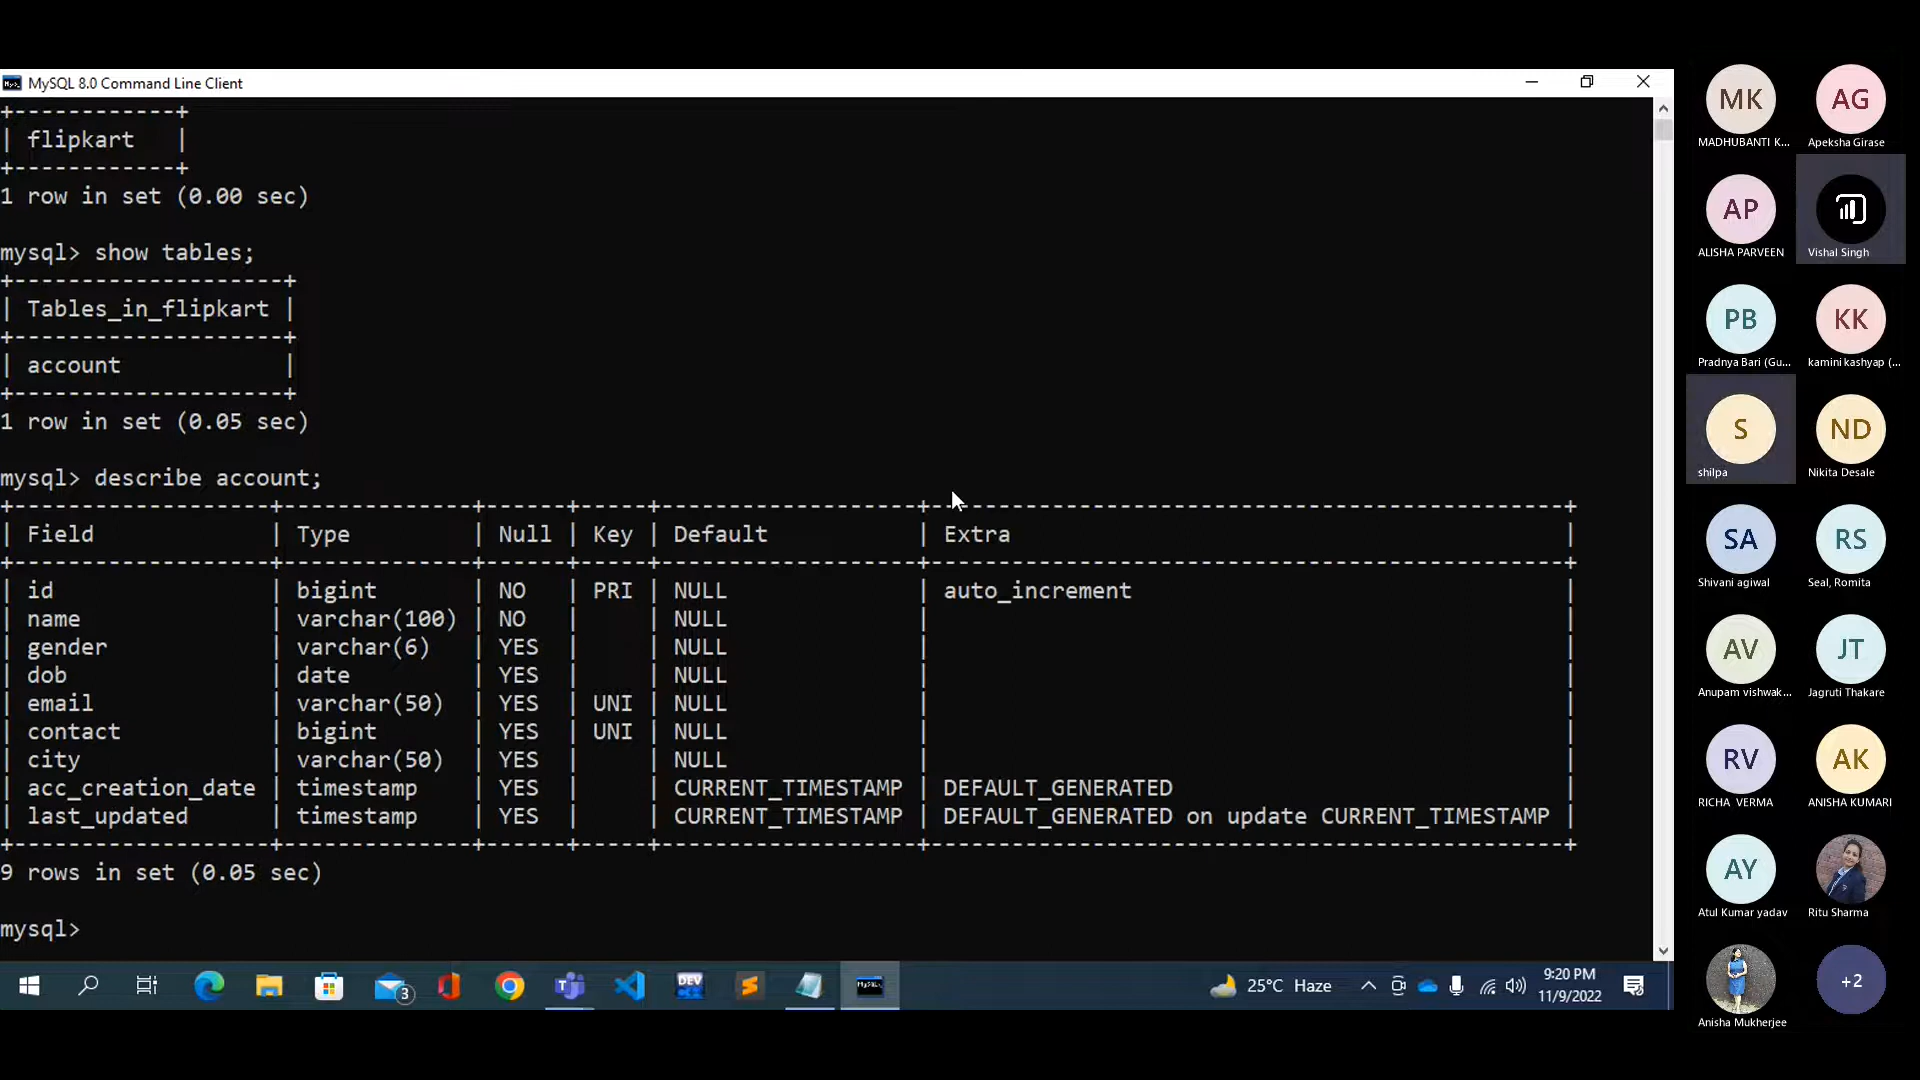 MySQL 8.0 Command Line Client
+------------+
| flipkart   |
+------------+
1 row in set (0.00 sec)
mysql> show tables;
+--------------------+
| Tables_in_flipkart |
+--------------------+
| account            |
+--------------------+
1 row in set (0.05 sec)
mysql> describe account;
+-------------------+--------------+------+-----+-------------------+-----------------------------------------------+
| Field             | Type         | Null | Key | Default           | Extra                                         |
+-------------------+--------------+------+-----+-------------------+-----------------------------------------------+
| id                | bigint       | NO   | PRI | NULL              | auto_increment                                |
| name              | varchar(100) | NO   |     | NULL              |                                               |
| gender            | varchar(6)   | YES  |     | NULL              |                                               |
| dob               | date         | YES  |     | NULL              |                                               |
| email             | varchar(50)  | YES  | UNI | NULL              |                                               |
| contact           | bigint       | YES  | UNI | NULL              |                                               |
| city              | varchar(50)  | YES  |     | NULL              |                                               |
| acc_creation_date | timestamp    | YES  |     | CURRENT_TIMESTAMP | DEFAULT_GENERATED                             |
| last_updated      | timestamp    | YES  |     | CURRENT_TIMESTAMP | DEFAULT_GENERATED on update CURRENT_TIMESTAMP |
+-------------------+--------------+------+-----+-------------------+-----------------------------------------------+
9 rows in set (0.05 sec)
mysql>
3
DEV
MySQL
25°C Haze
9:20 PM
11/9/2022
MK AG
MADHUBANTI K... Apeksha Girase
AP
ALISHA PARVEEN Vishal Singh
PB KK
Pradnya Bari (Gu... kamini kashyap (...
S ND
shilpa Nikita Desale
SA RS
Shivani agiwal Seal, Romita
AV JT
Anupam vishwak... Jagruti Thakare
RV AK
RICHA VERMA ANISHA KUMARI
AY
Atul Kumar yadav Ritu Sharma
+2
Anisha Mukherjee